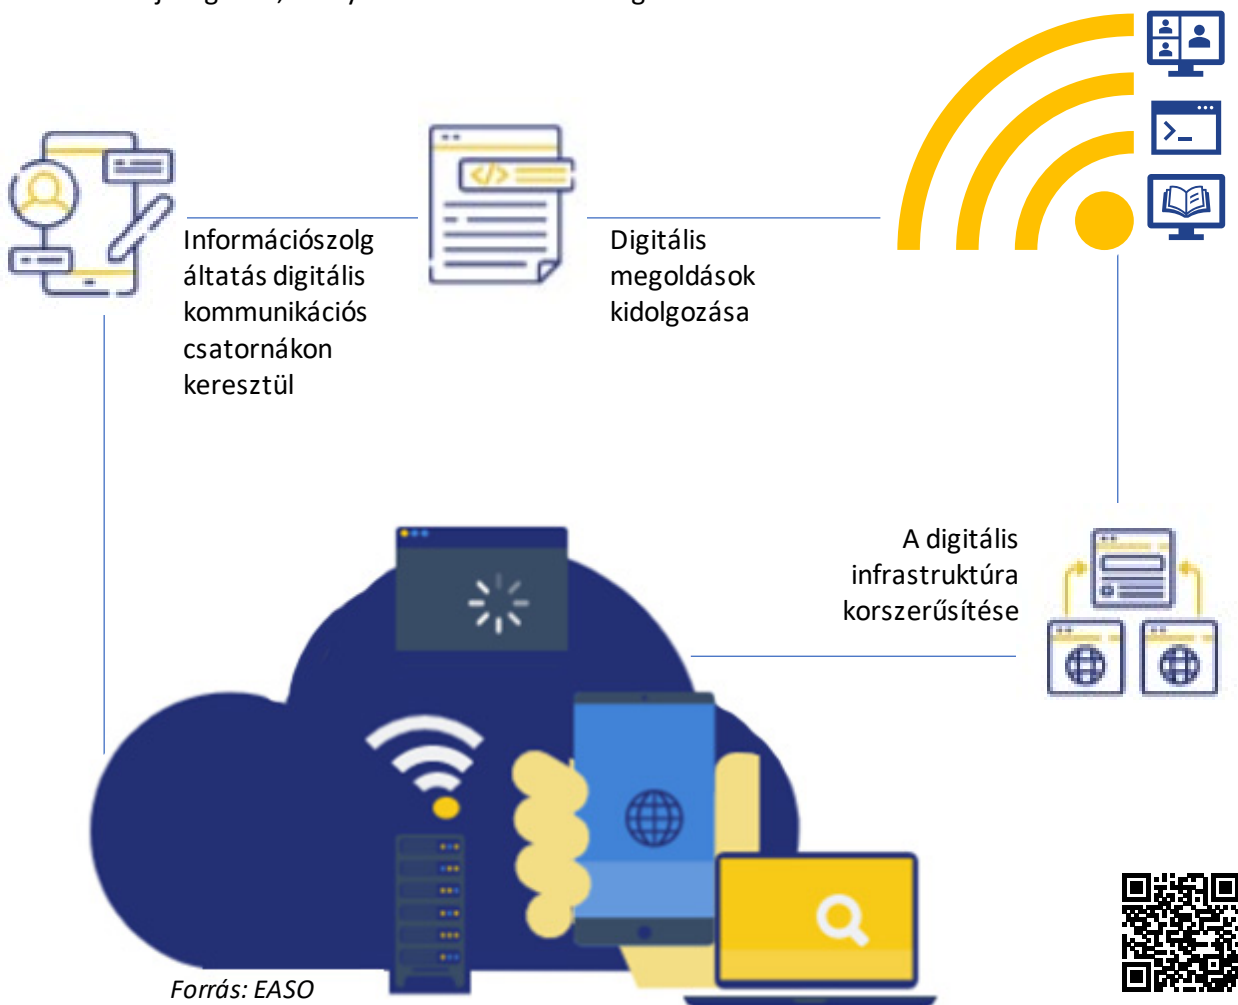 Információszolg
áltatás digitális
kommunikációs
csatornákon
keresztül
Digitális
megoldások
kidolgozása
A digitális
infrastruktúra
korszerűsítése
Forrás: EASO